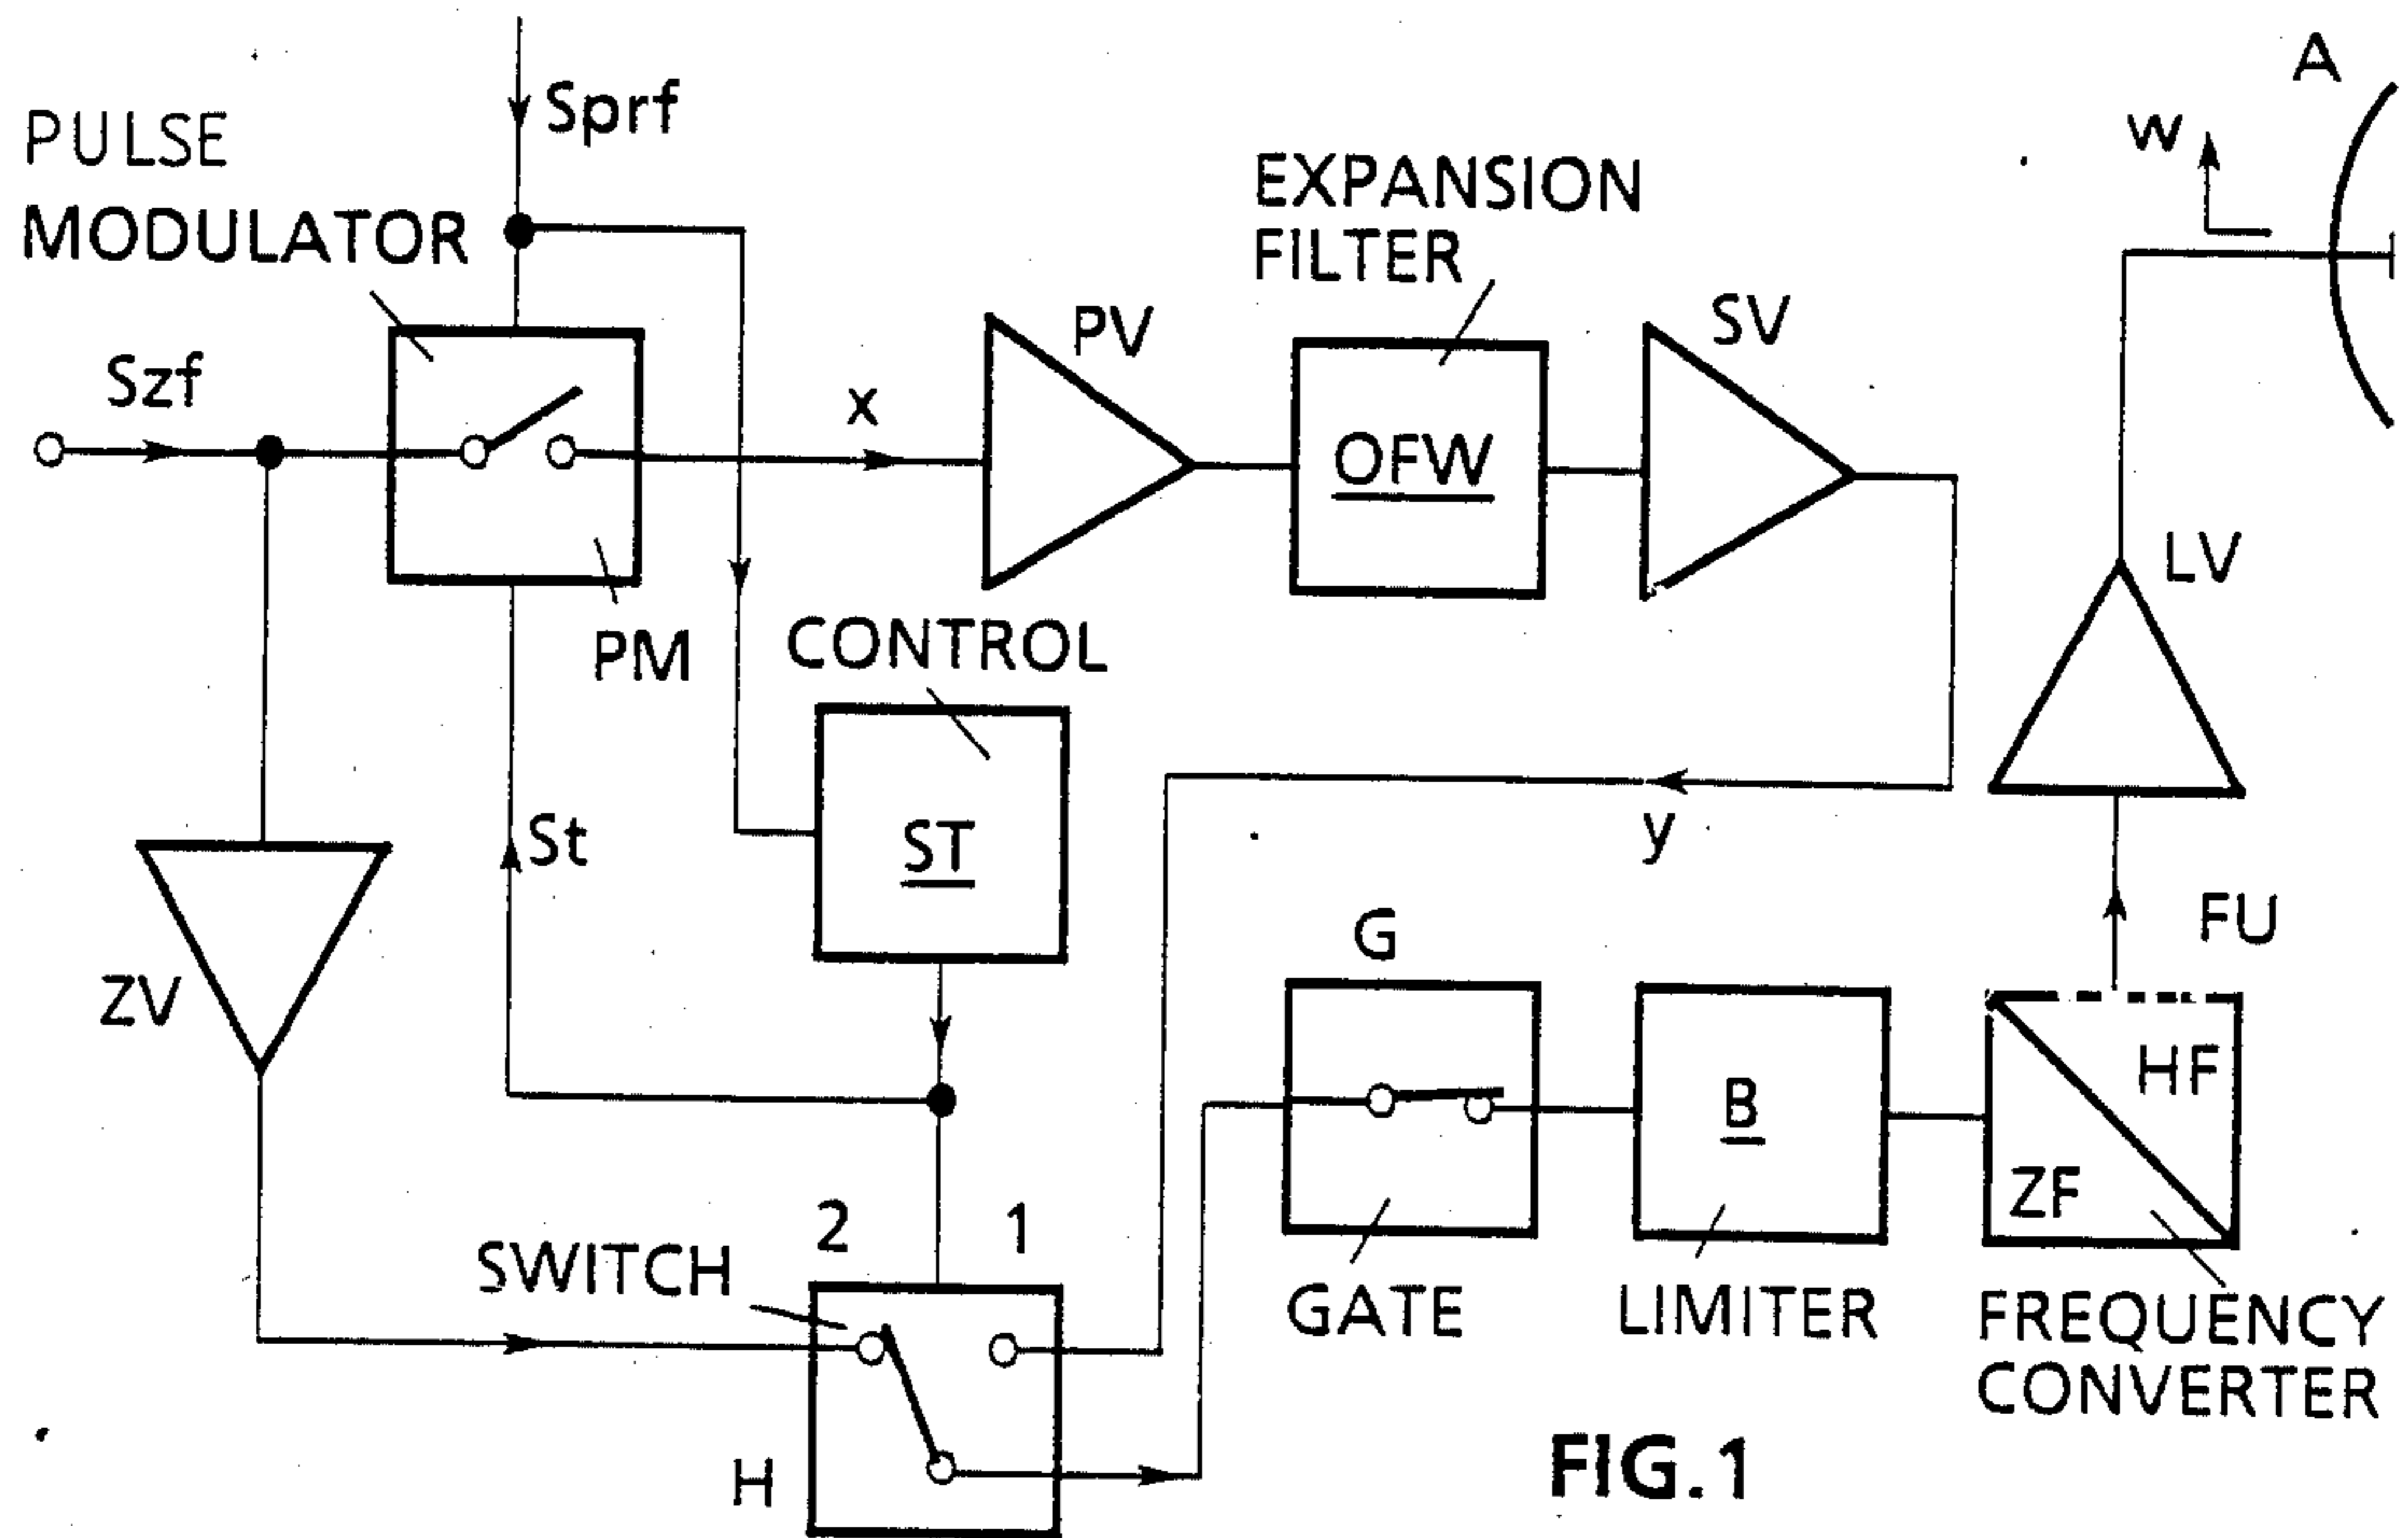 A
Sprf
w
PULSE
MODULATOR
EXPANSION
FILTER
PV
SV
Szf
x
OFW
LV
PM
CONTROL
St
ST
y
ZV
G
FU
HF
B
ZF
2
1
SWITCH
GATE
LIMITER
FREQUENCY
CONVERTER
H
FIG.1